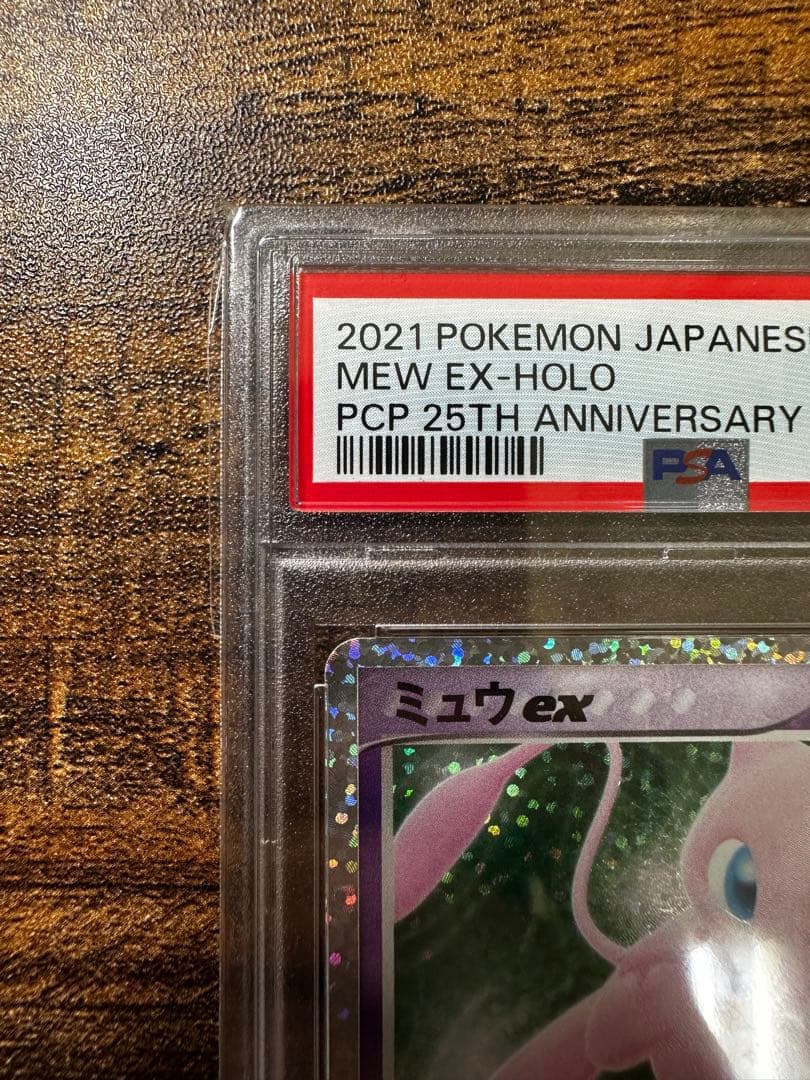 2021 POKEMON JAPANES
MEW EX-HOLO
PCP 25TH ANNIVERSARY
PSA
ミュウex